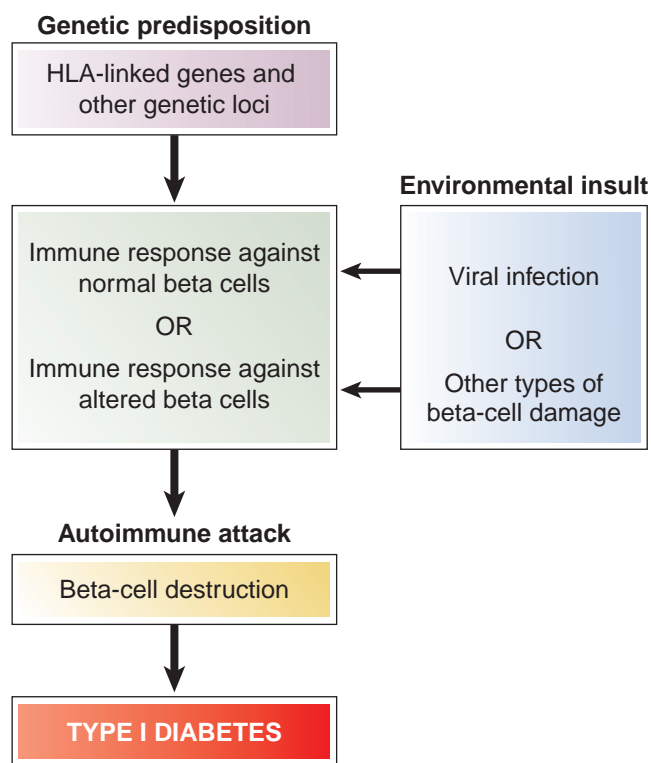 Genetic predisposition
HLA-linked genes and
other genetic loci
Environmental insult
Immune response against
normal beta cells
OR
Immune response against
altered beta cells
Viral infection
OR
Other types of
beta-cell damage
Autoimmune attack
Beta-cell destruction
TYPE I DIABETES